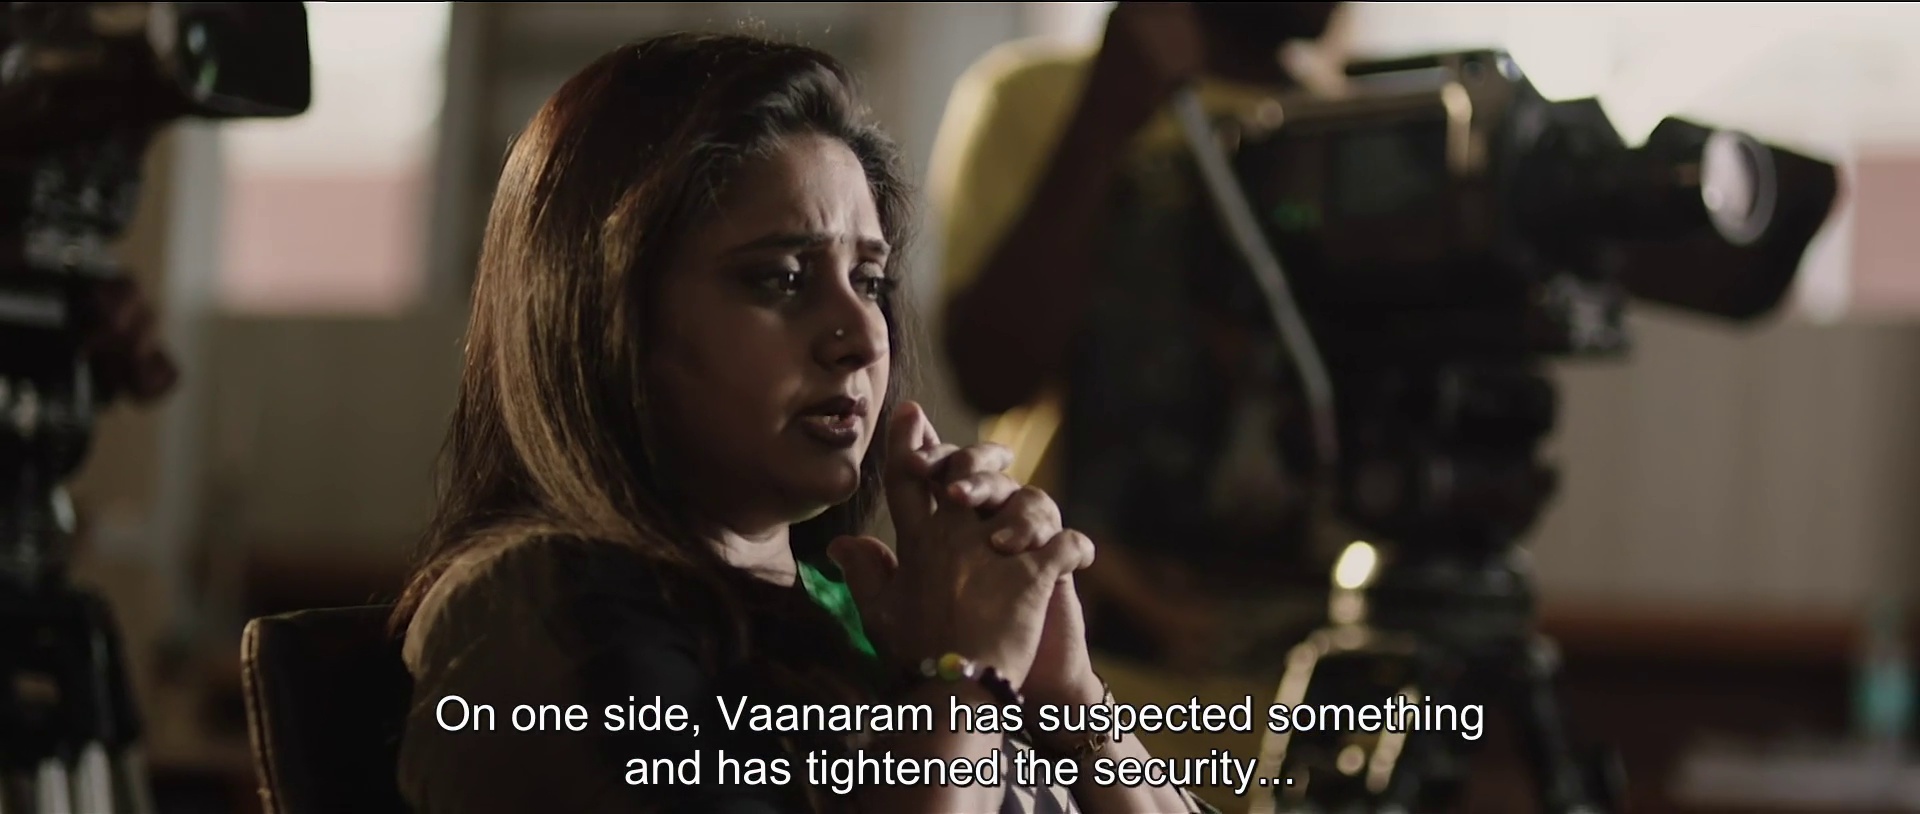 On one side, Vaanaram has suspected something
and has tightened the security...